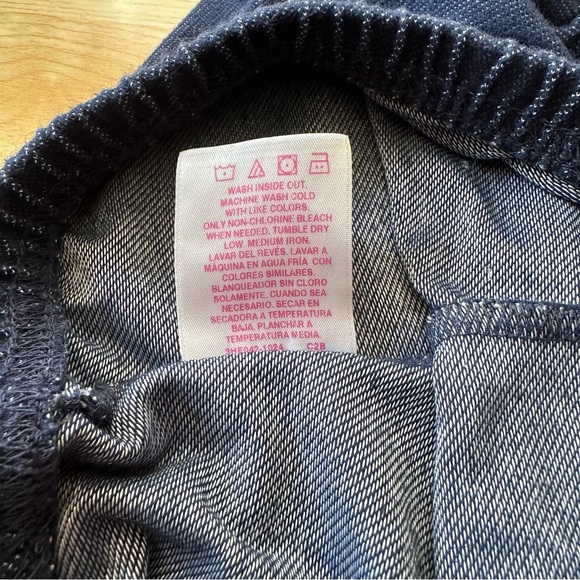 WASH INSIDE OUT.
MACHINE WASH COLD
WITH LIKE COLORS.
ONLY NON-CHLORINE BLEACH
WHEN NEEDED. TUMBLE DRY
LOW. MEDIUM IRON.
LAVAR DEL REVÉS. LAVAR A
MÁQUINA EN AGUA FRÍA CON
COLORES SIMILARES.
BLANQUEADOR SIN CLORO
SOLAMENTE, CUANDO SEA
NECESARIO. SECAR EN
SECADORA A TEMPERATURA
BAJA. PLANCHAR A
TEMPERATURA MEDIA.
3HE042-1024 C2B